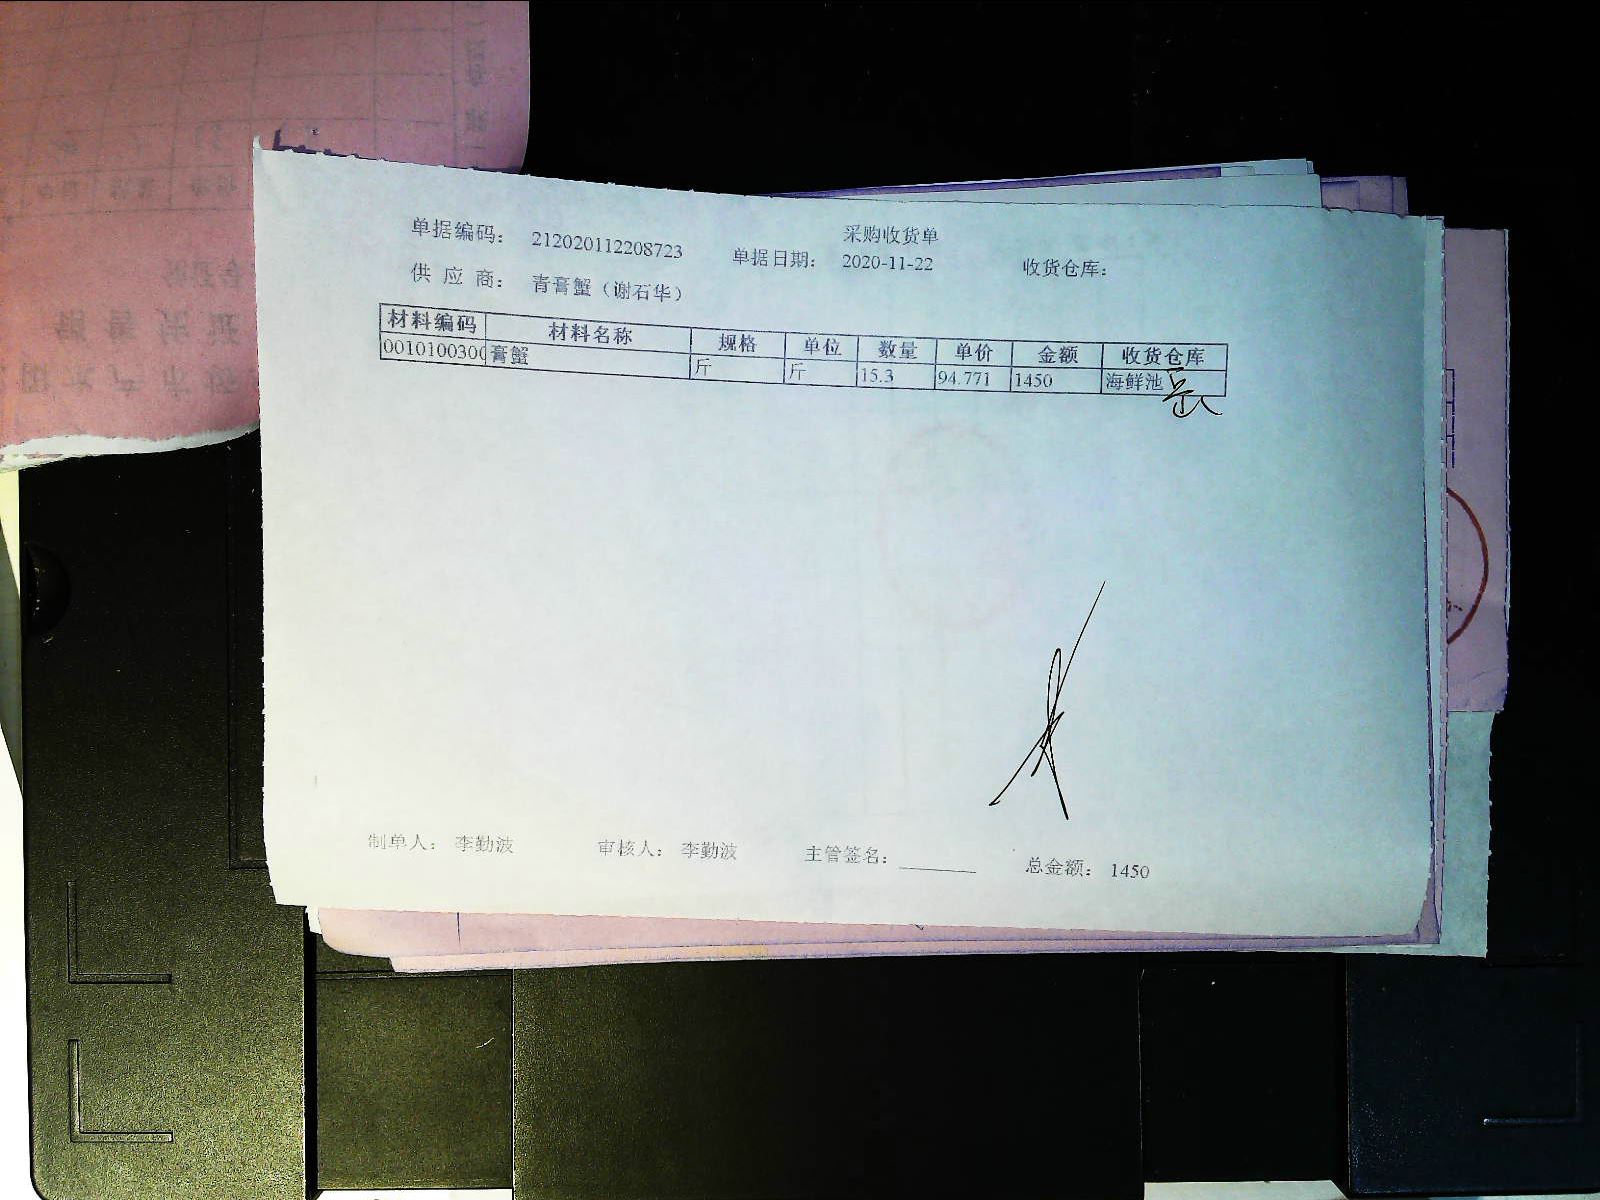 采购收货单
单据编码： 212020112208723 单据日期： 2020-11-22 收货仓库：
供 应 商： 青膏蟹（谢石华）
材料编码 材料名称 规格 单位 数量 单价 金额 收货仓库
0010100300 膏蟹 斤 斤 15.3 94.771 1450 海鲜池
制单人： 李勤波 审核人： 李勤波 主管签名： 总金额： 1450